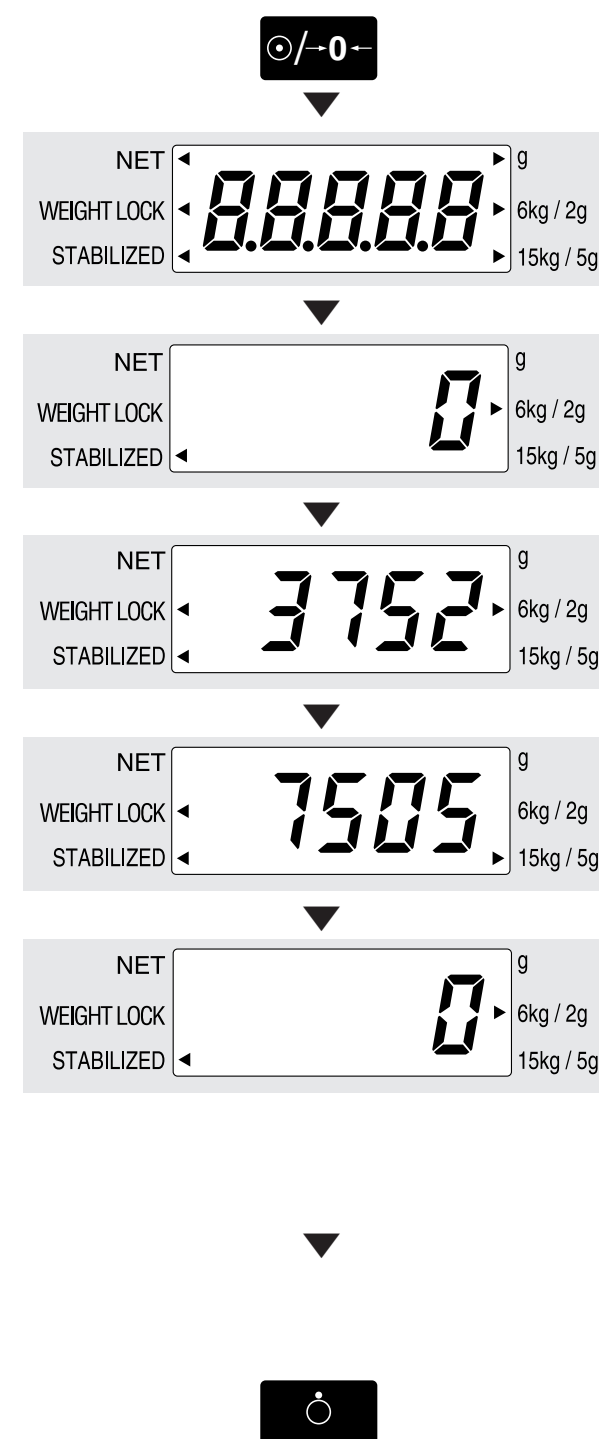 ⊙/→0←
NET 8.8.8.8.8 g
WEIGHT LOCK 6kg / 2g
STABILIZED 15kg / 5g
NET 0 g
WEIGHT LOCK 6kg / 2g
STABILIZED 15kg / 5g
NET 3752 g
WEIGHT LOCK 6kg / 2g
STABILIZED 15kg / 5g
NET 7505 g
WEIGHT LOCK 6kg / 2g
STABILIZED 15kg / 5g
NET 0 g
WEIGHT LOCK 6kg / 2g
STABILIZED 15kg / 5g